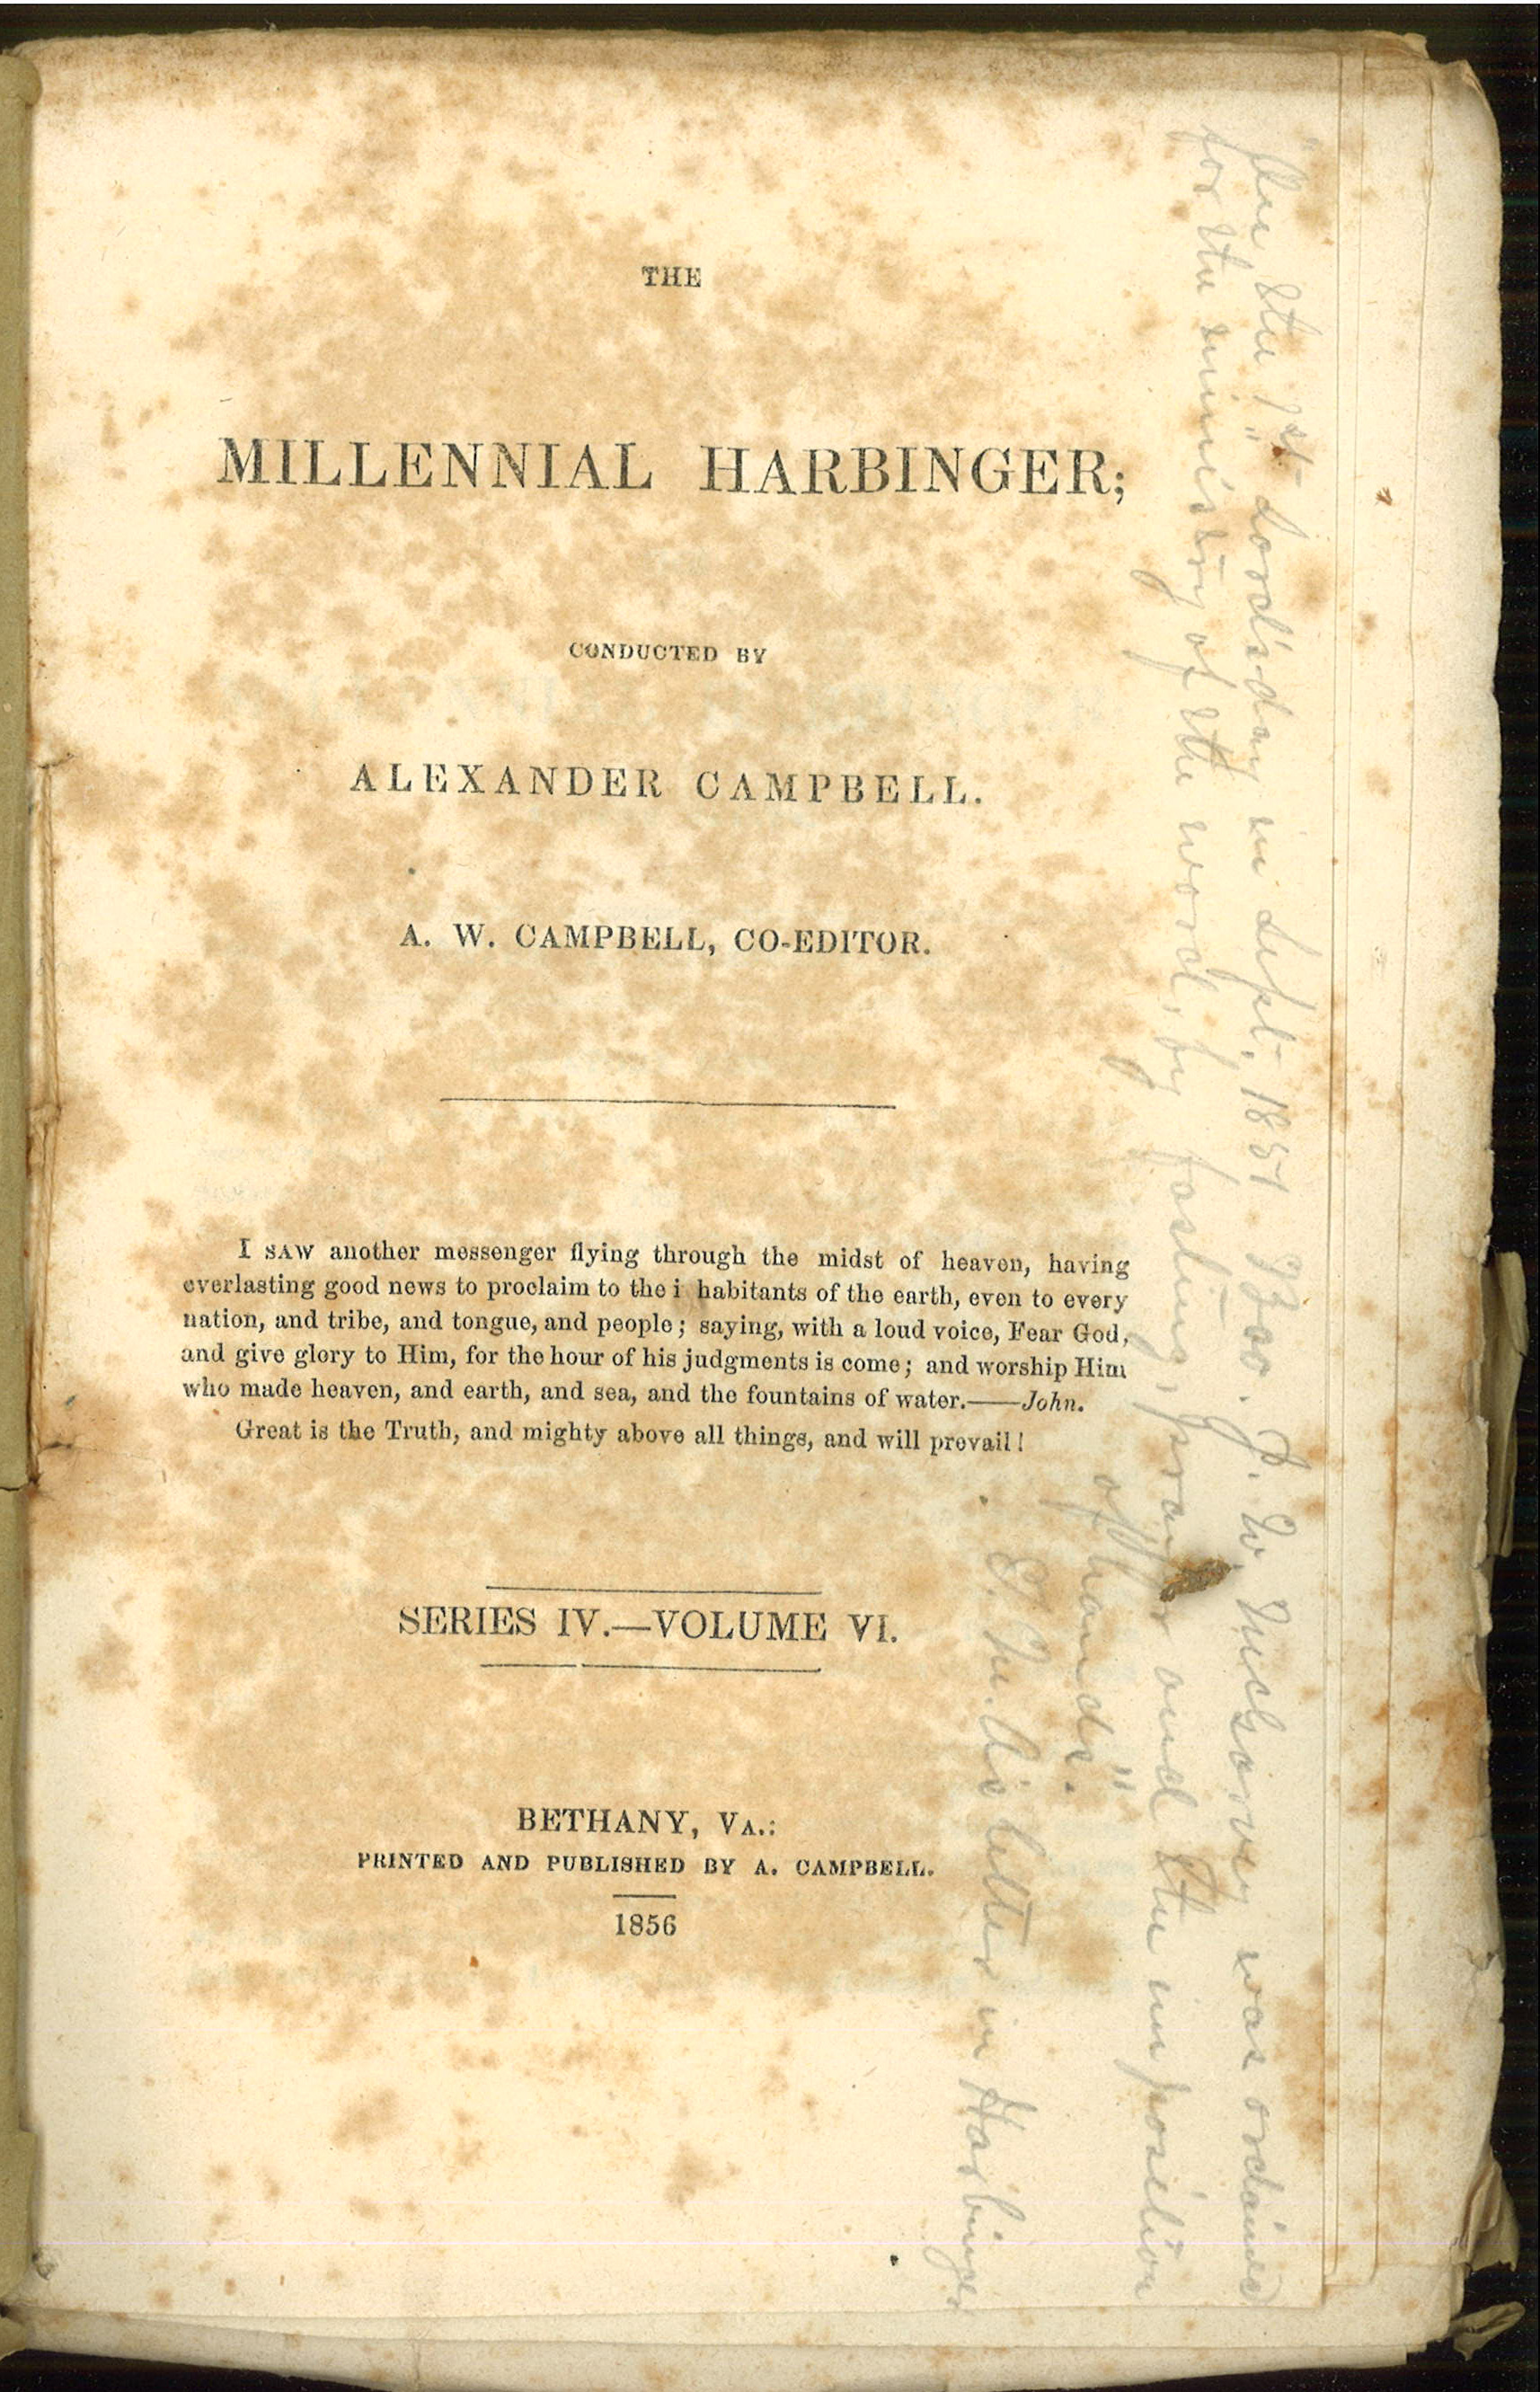 THE
MILLENNIAL HARBINGER;
CONDUCTED BY
ALEXANDER CAMPBELL.
A. W. CAMPBELL, CO-EDITOR.
I SAW another messenger flying through the midst of heaven, having
everlasting good news to proclaim to the i habitants of the earth, even to every
nation, and tribe, and tongue, and people; saying, with a loud voice, Fear God,
and give glory to Him, for the hour of his judgments is come; and worship Him
who made heaven, and earth, and sea, and the fountains of water.——John.
Great is the Truth, and mighty above all things, and will prevail!
SERIES IV.—VOLUME VI.
BETHANY, VA.:
PRINTED AND PUBLISHED BY A. CAMPBELL.
1856
"On the 1st Lord's day in Sept, 1857 Bro. J. W. McGarvey was ordained
for the ministry of the word, by fasting, prayer and the imposition
of hands."
letter in Harbinger